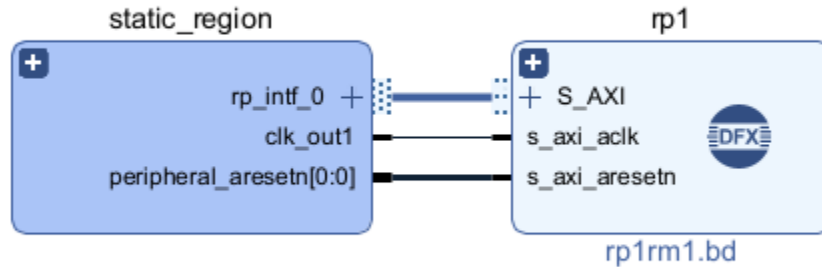 static_region
rp1
rp_intf_0
clk_out1
peripheral_aresetn[0:0]
S_AXI
s_axi_aclk
s_axi_aresetn
DFX
rp1rm1.bd